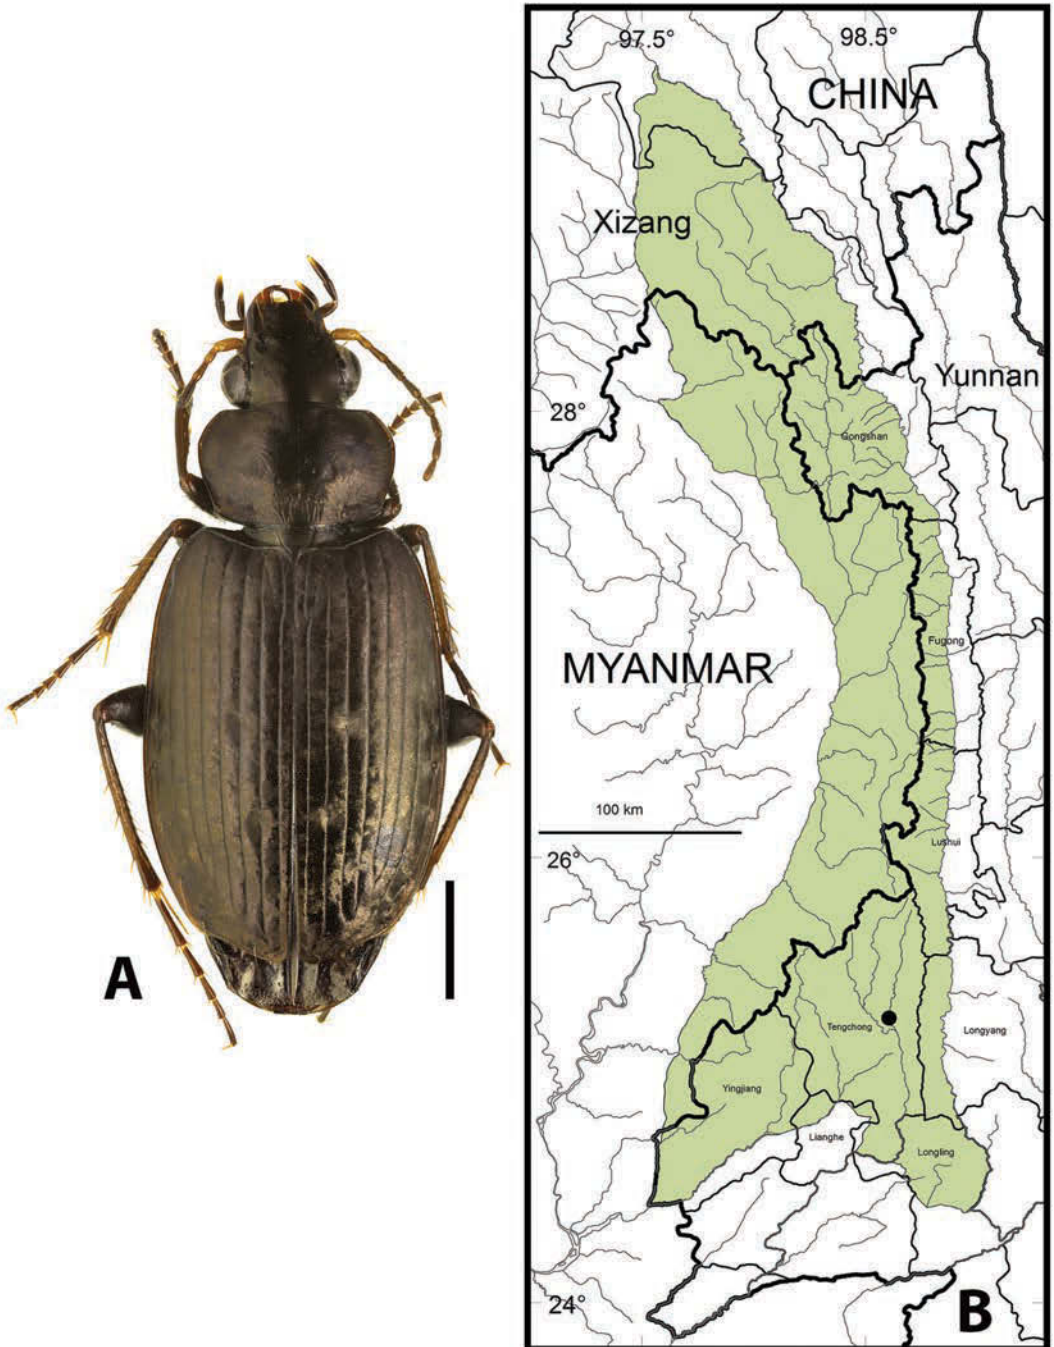 97.5°
98.5°
CHINA
Xizang
Yunnan
28°
Gongshan
Fugong
MYANMAR
100 km
26°
Lushui
A
Tengchong
Longyang
Yingjiang
Lianghe
Longling
24°
B